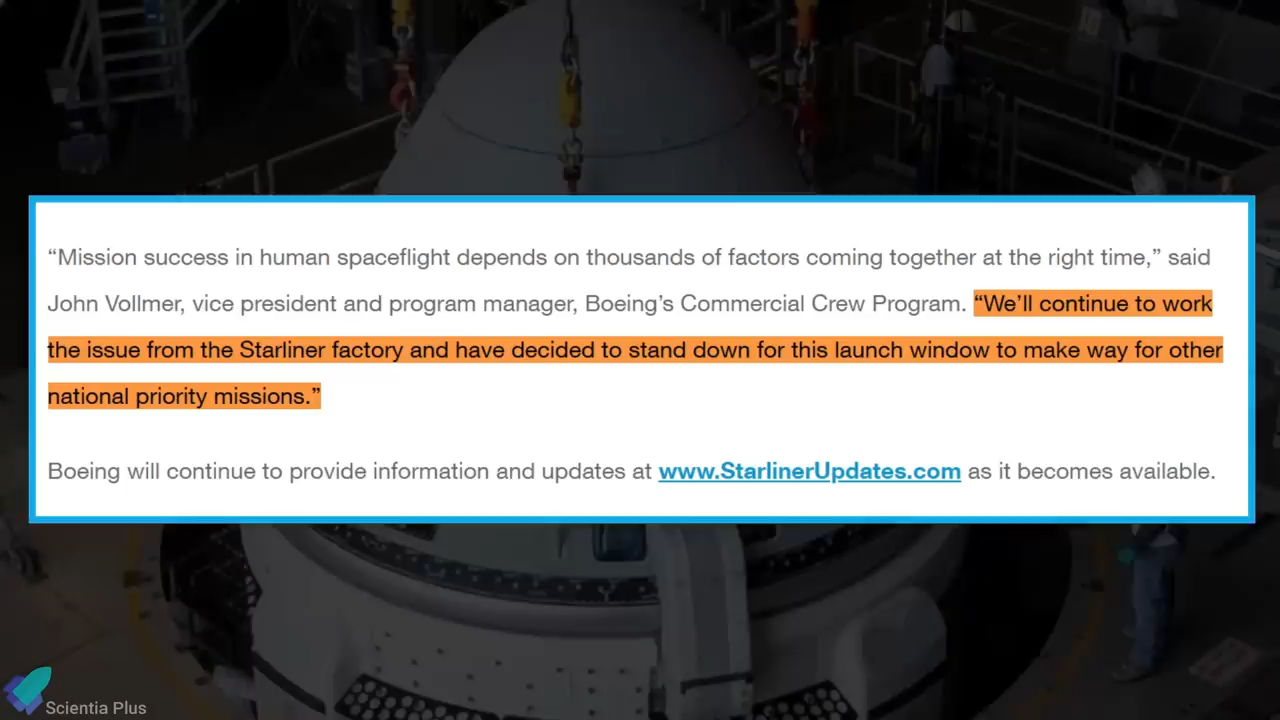 “Mission success in human spaceflight depends on thousands of factors coming together at the right time,” said
John Vollmer, vice president and program manager, Boeing’s Commercial Crew Program. “We’ll continue to work
the issue from the Starliner factory and have decided to stand down for this launch window to make way for other
national priority missions.”
Boeing will continue to provide information and updates at www.StarlinerUpdates.com as it becomes available.
Scientia Plus